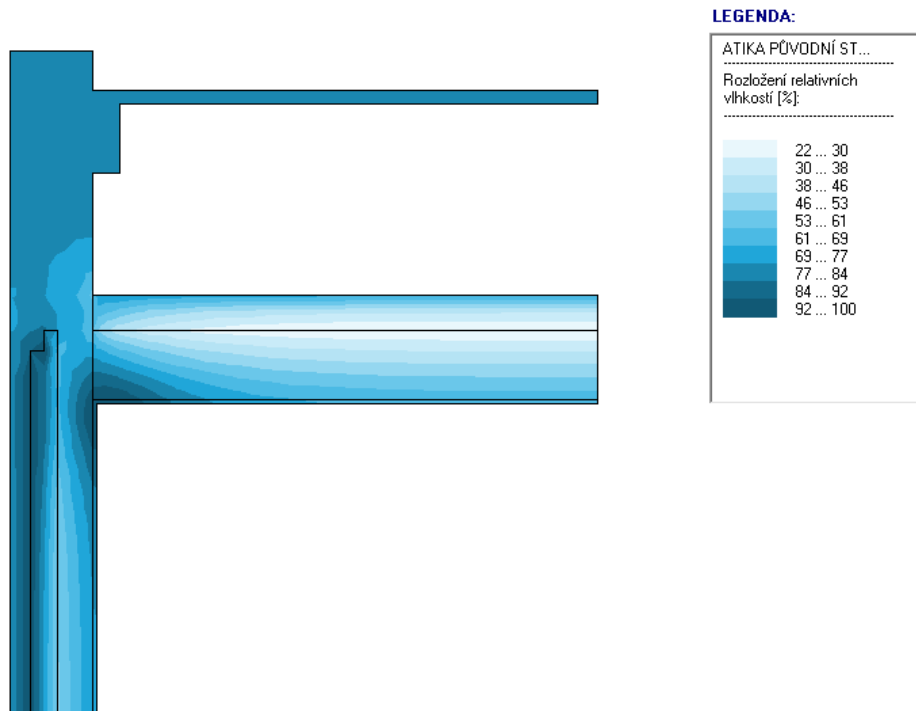 LEGENDA:
ATIKA PŮVODNÍ ST...
Rozložení relativních
vlhkostí [%]:
22 ... 30
30 ... 38
38 ... 46
46 ... 53
53 ... 61
61 ... 69
69 ... 77
77 ... 84
84 ... 92
92 ... 100